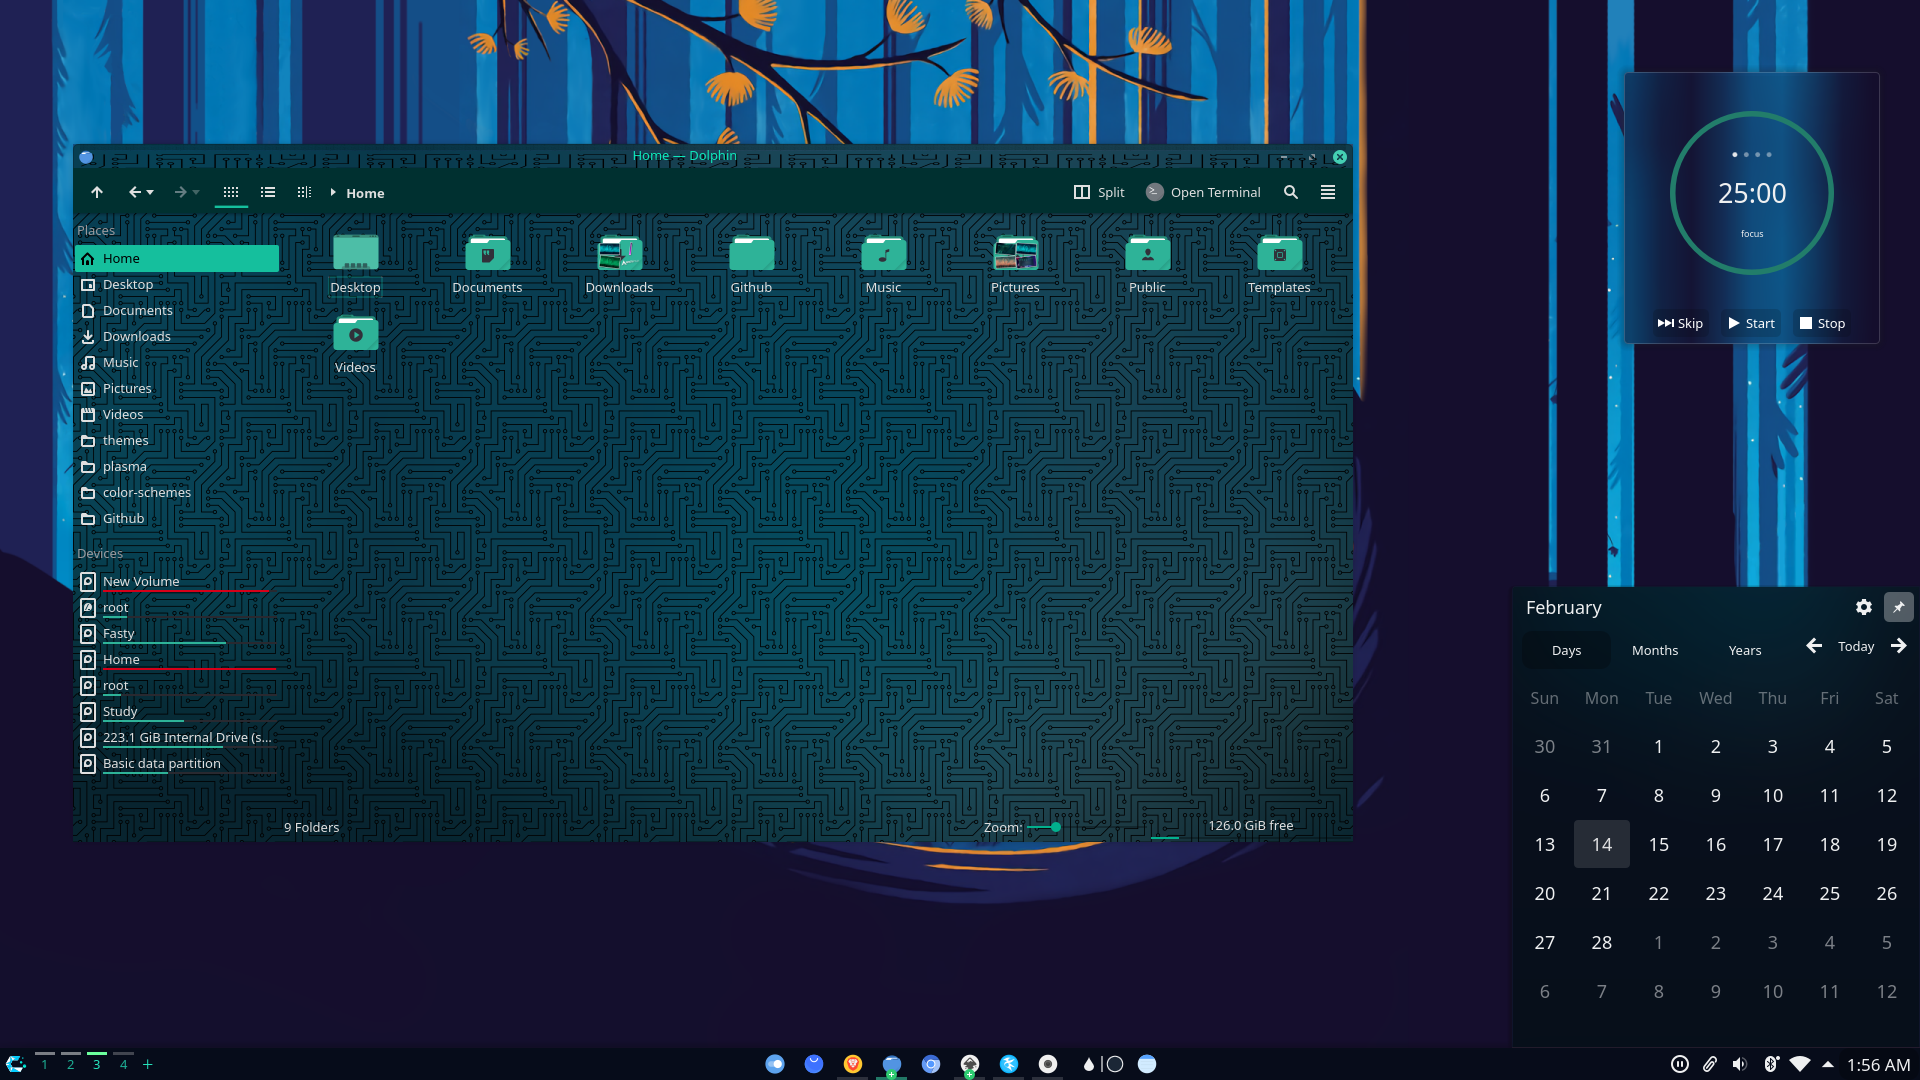 Home — Dolphin
Home
Split
Open Terminal
Places
Home
Desktop
Documents
Downloads
Music
Pictures
Videos
themes
plasma
color-schemes
Github
Devices
New Volume
root
Fasty
Home
root
Study
223.1 GiB Internal Drive (s...
Basic data partition
Desktop Documents Downloads Github Music Pictures Public Templates
Videos
9 Folders
Zoom:
126.0 GiB free
25:00
focus
Skip Start Stop
February
Days Months Years Today
Sun Mon Tue Wed Thu Fri Sat
30 31 1 2 3 4 5
6 7 8 9 10 11 12
13 14 15 16 17 18 19
20 21 22 23 24 25 26
27 28 1 2 3 4 5
6 7 8 9 10 11 12
1 2 3 4 +
1:56 AM